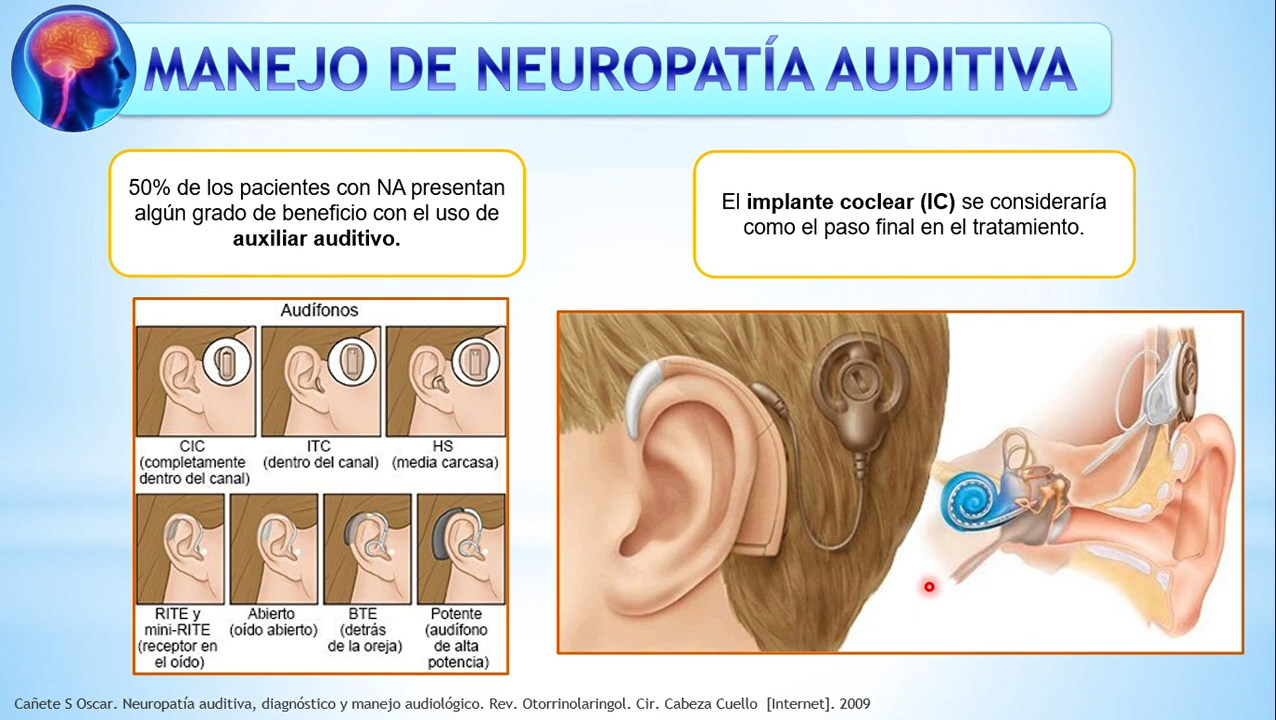 MANEJO DE NEUROPATÍA AUDITIVA
50% de los pacientes con NA presentan
algún grado de beneficio con el uso de
auxiliar auditivo.
El implante coclear (IC) se consideraría
como el paso final en el tratamiento.
Audífonos
CIC
(completamente
dentro del canal)
ITC
(dentro del canal)
HS
(media carcasa)
RITE y
mini-RITE
(receptor en
el oído)
Abierto
(oído abierto)
BTE
(detrás
de la oreja)
Potente
(audífono
de alta
potencia)
Cañete S Oscar. Neuropatía auditiva, diagnóstico y manejo audiológico. Rev. Otorrinolaringol. Cir. Cabeza Cuello [Internet]. 2009